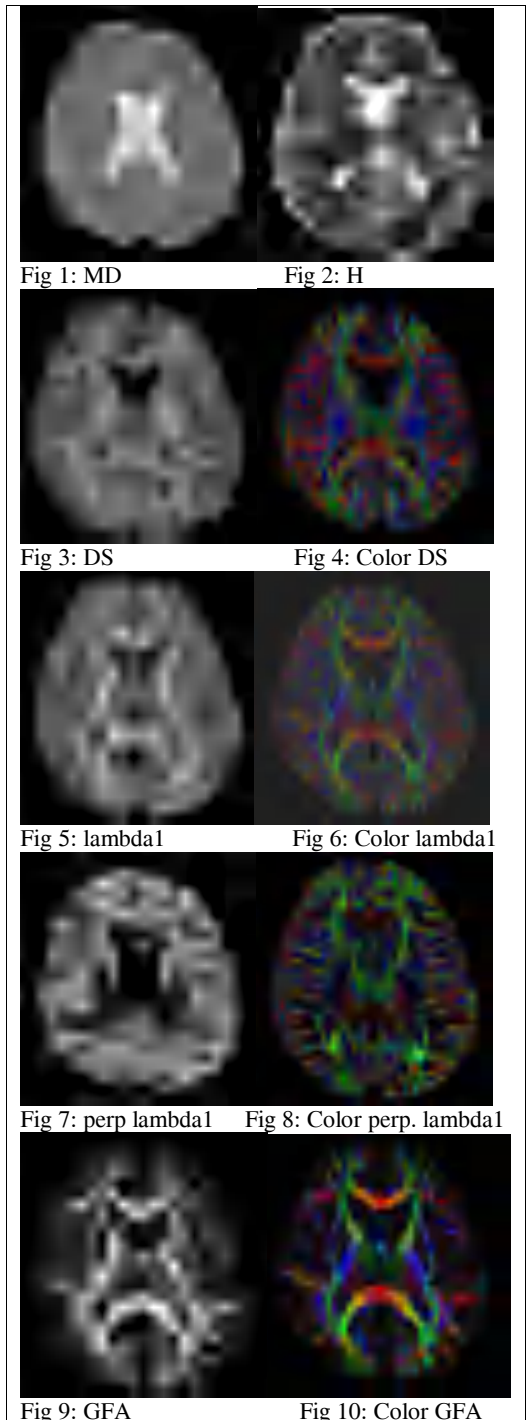 Fig 1: MD Fig 2: H
Fig 3: DS Fig 4: Color DS
Fig 5: lambda1 Fig 6: Color lambda1
Fig 7: perp lambda1 Fig 8: Color perp. lambda1
Fig 9: GFA Fig 10: Color GFA